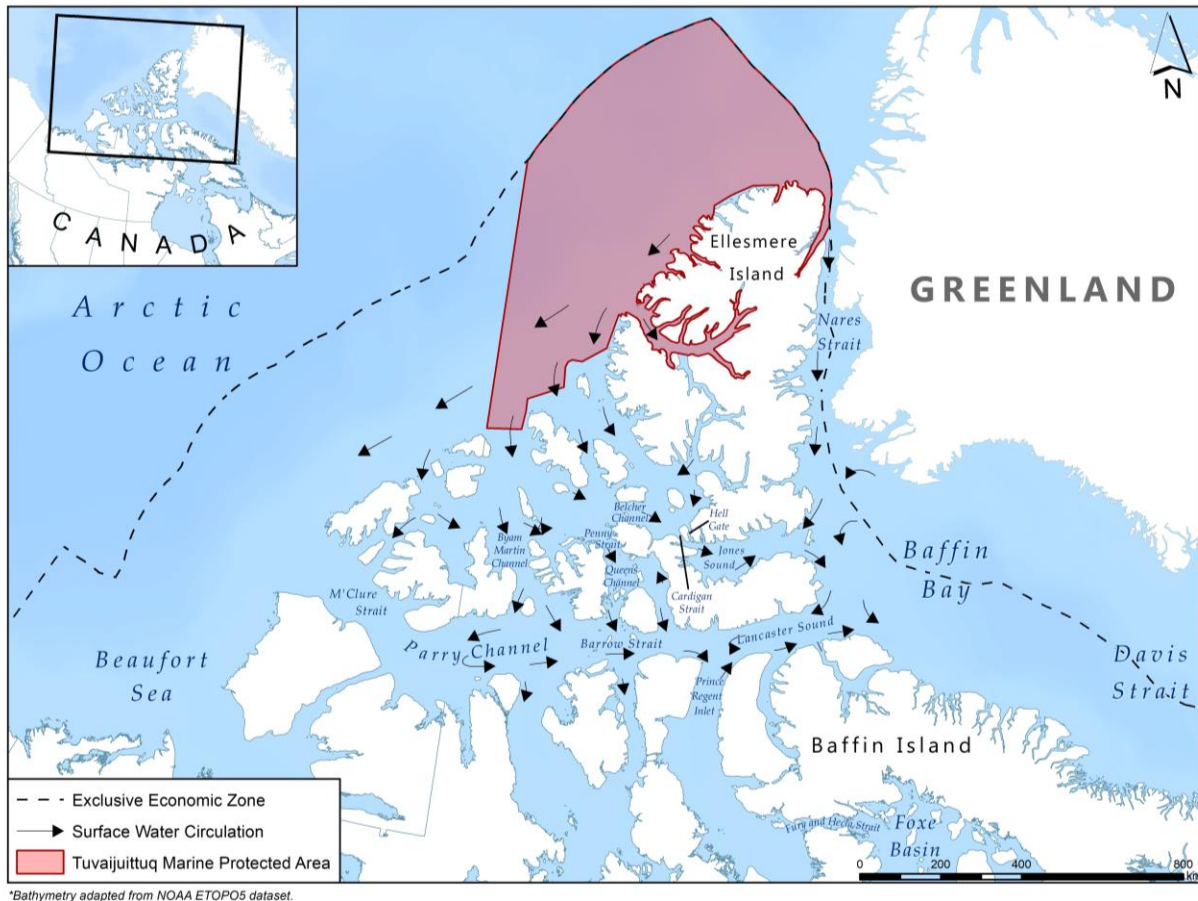 CANADA
N
Ellesmere
Island
GREENLAND
Arctic
Ocean
Nares
Strait
Belcher
Channel
Hell
Gate
Byam
Martin
Channel
Penny
Strait
Jones
Sound
Queens
Channel
Cardigan
Strait
Baffin
Bay
M'Clure
Strait
Parry Channel
Barrow Strait
Lancaster Sound
Beaufort
Sea
Prince
Regent
Inlet
Davis
Strait
Baffin Island
Fury and Hecla Strait
Foxe
Basin
Exclusive Economic Zone
Surface Water Circulation
Tuvaijuittuq Marine Protected Area
0 200 400 800
km
*Bathymetry adapted from NOAA ETOPO5 dataset.